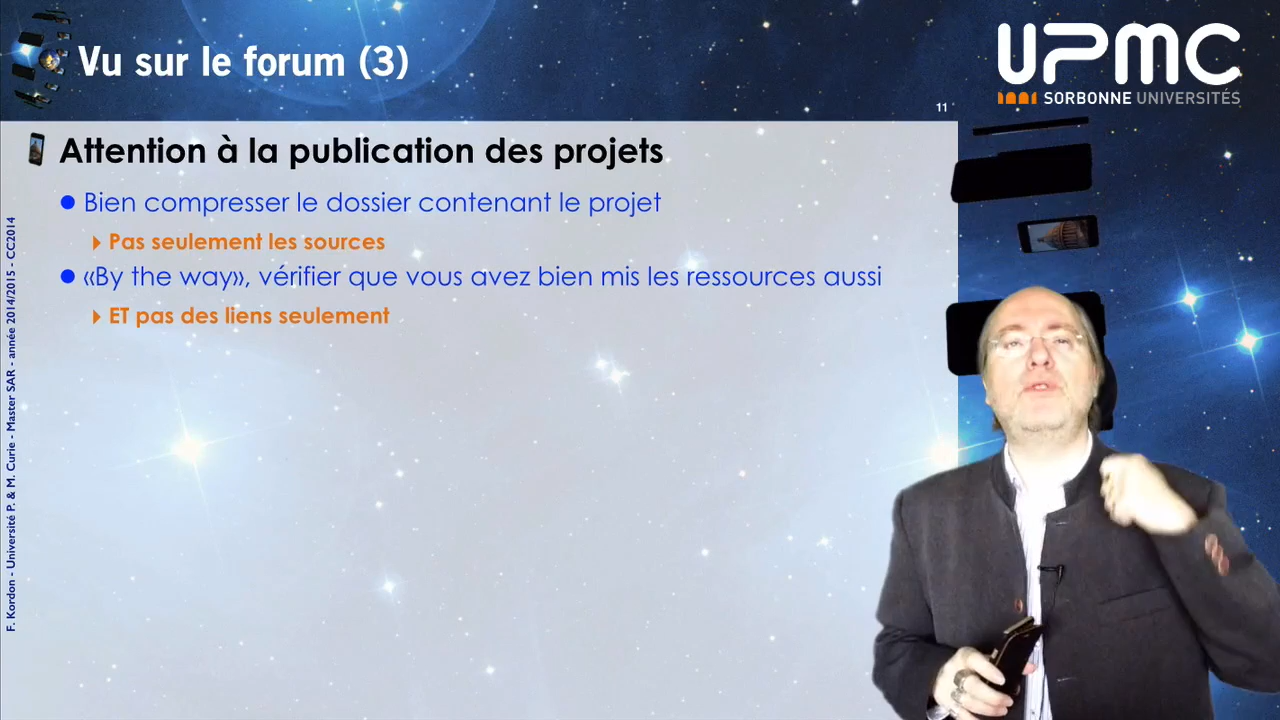 Vu sur le forum (3)
UPMC
SORBONNE UNIVERSITÉS
11
Attention à la publication des projets
Bien compresser le dossier contenant le projet
Pas seulement les sources
«By the way», vérifier que vous avez bien mis les ressources aussi
ET pas des liens seulement
F. Kordon - Université P. & M. Curie - Master SAR - année 2014/2015 - CC2014